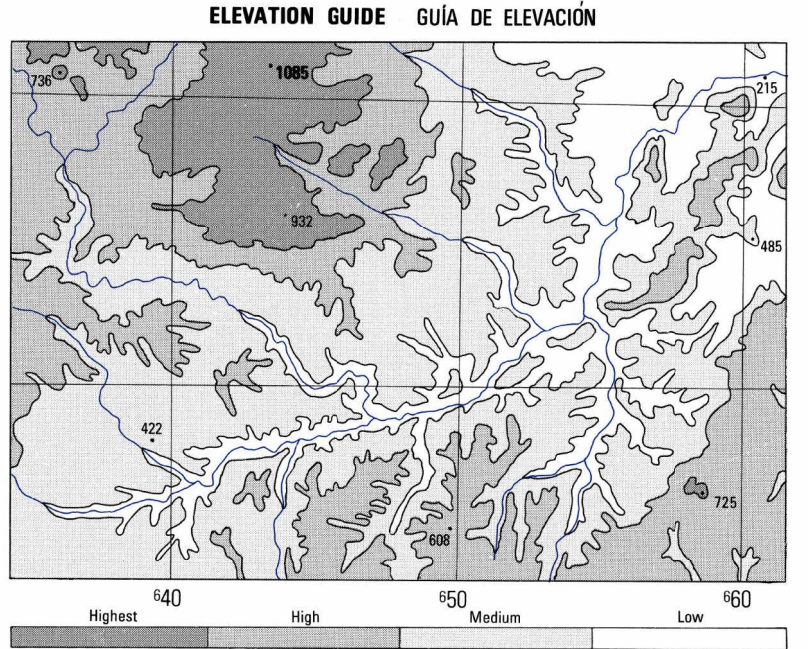 ELEVATION GUIDE GUÍA DE ELEVACIÓN
736
1085
215
932
485
422
725
608
⁶40 ⁶50 ⁶60
Highest High Medium Low